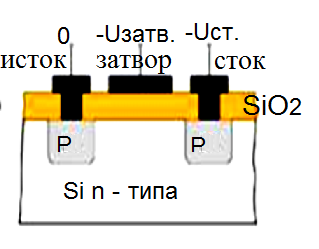 0 -Uзатв. -Uст.
исток затвор сток
SiO2
P P
Si n - типа